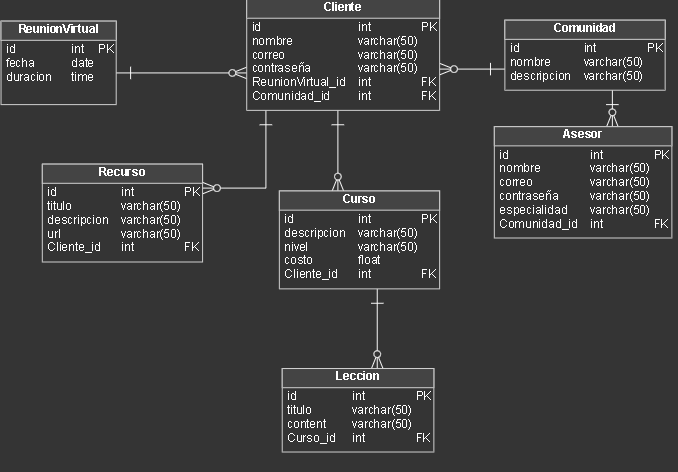 Cliente
id int PK
nombre varchar(50)
correo varchar(50)
contraseña varchar(50)
ReunionVirtual_id int FK
Comunidad_id int FK
ReunionVirtual
id int PK
fecha date
duracion time
Comunidad
id int PK
nombre varchar(50)
descripcion varchar(50)
Asesor
id int PK
nombre varchar(50)
correo varchar(50)
contraseña varchar(50)
especialidad varchar(50)
Comunidad_id int FK
Recurso
id int PK
titulo varchar(50)
descripcion varchar(50)
url varchar(50)
Cliente_id int FK
Curso
id int PK
descripcion varchar(50)
nivel varchar(50)
costo float
Cliente_id int FK
Leccion
id int PK
titulo varchar(50)
content varchar(50)
Curso_id int FK